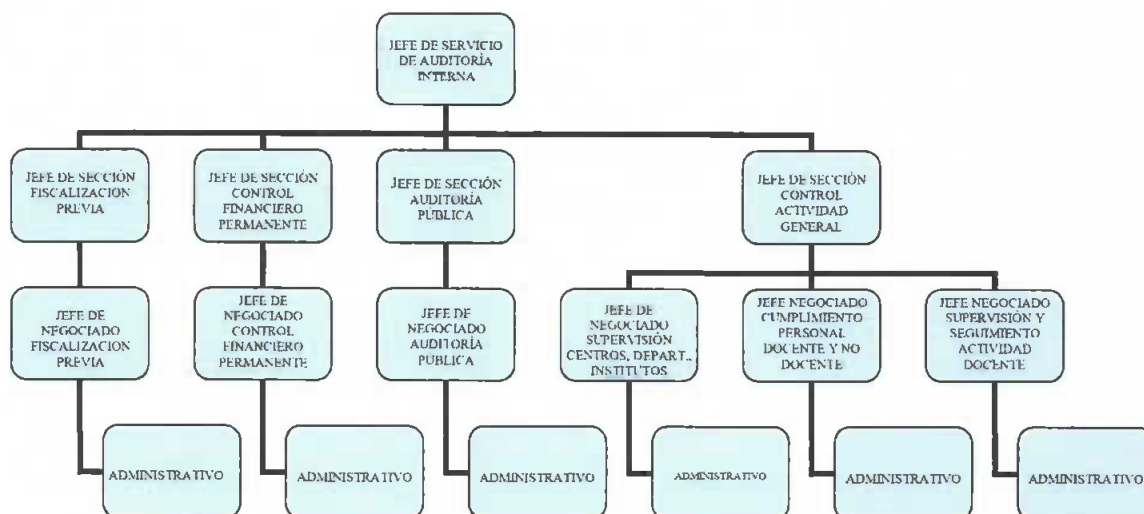 JEFE DE SERVICIO
DE AUDITORÍA
INTERNA
JEFE DE SECCIÓN
FISCALIZACION
PREVIA
JEFE DE SECCIÓN
CONTROL
FINANCIERO
PERMANENTE
JEFE DE SECCIÓN
AUDITORÍA
PÚBLICA
JEFE DE SECCIÓN
CONTROL
ACTIVIDAD
GENERAL
JEFE DE
NEGOCIADO
FISCALIZACION
PREVIA
JEFE DE
NEGOCIADO
CONTROL
FINANCIERO
PERMANENTE
JEFE DE
NEGOCIADO
AUDITORÍA
PÚBLICA
JEFE DE
NEGOCIADO
SUPERVISIÓN
CENTROS, DEPART.,
INSTITUTOS
JEFE NEGOCIADO
CUMPLIMIENTO
PERSONAL
DOCENTE Y NO
DOCENTE
JEFE NEGOCIADO
SUPERVISIÓN Y
SEGUIMIENTO
ACTIVIDAD
DOCENTE
ADMINISTRATIVO
ADMINISTRATIVO
ADMINISTRATIVO
ADMINISTRATIVO
ADMINISTRATIVO
ADMINISTRATIVO